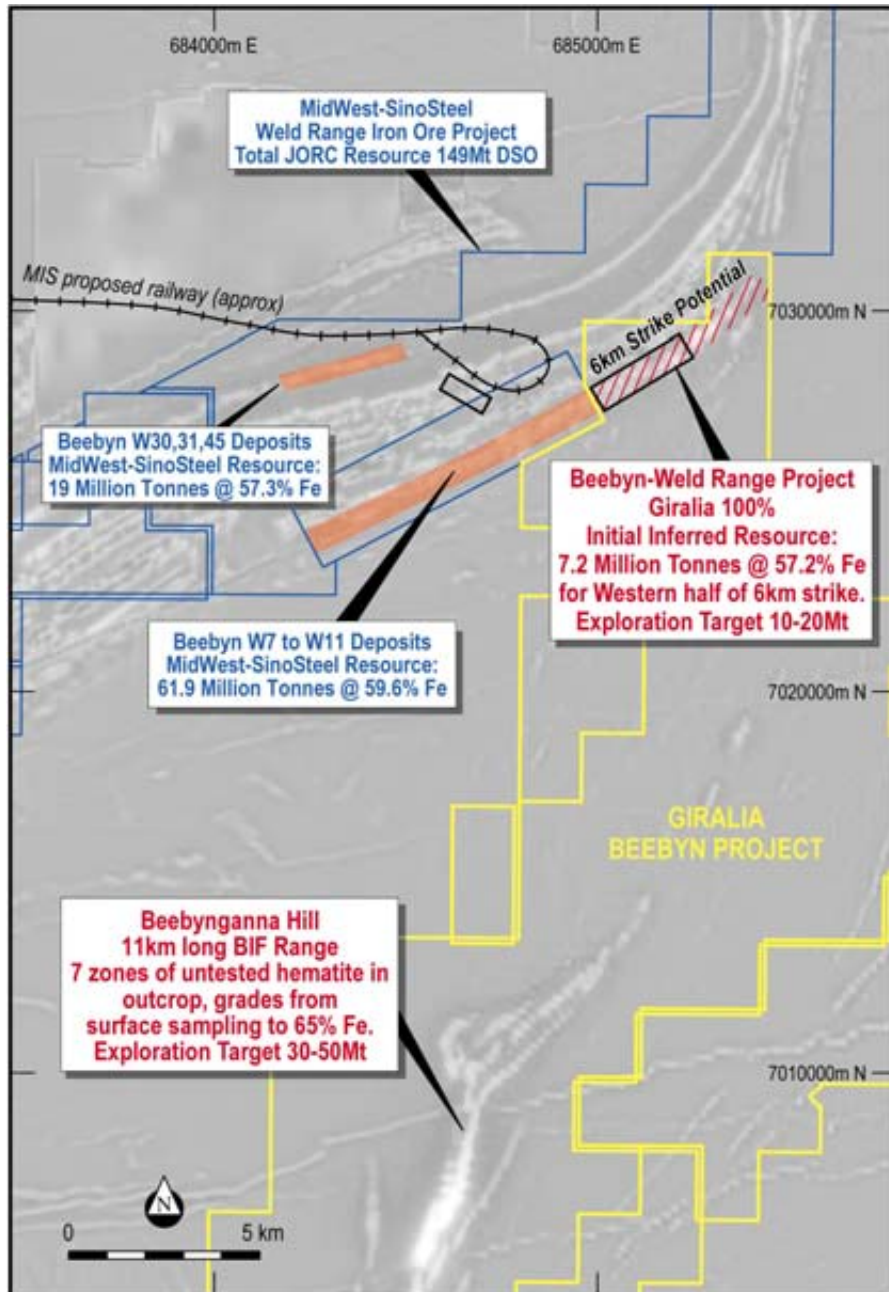 684000m E
685000m E
MidWest-SinoSteel
Weld Range Iron Ore Project
Total JORC Resource 149Mt DSO
MIS proposed railway (approx)
6km Strike Potential
7030000m N
Beebyn W30,31,45 Deposits
MidWest-SinoSteel Resource:
19 Million Tonnes @ 57.3% Fe
Beebyn-Weld Range Project
Giralia 100%
Initial Inferred Resource:
7.2 Million Tonnes @ 57.2% Fe
for Western half of 6km strike.
Exploration Target 10-20Mt
Beebyn W7 to W11 Deposits
MidWest-SinoSteel Resource:
61.9 Million Tonnes @ 59.6% Fe
7020000m N
GIRALIA
BEEBYN PROJECT
Beebynganna Hill
11km long BIF Range
7 zones of untested hematite in
outcrop, grades from
surface sampling to 65% Fe.
Exploration Target 30-50Mt
7010000m N
N
0
5 km